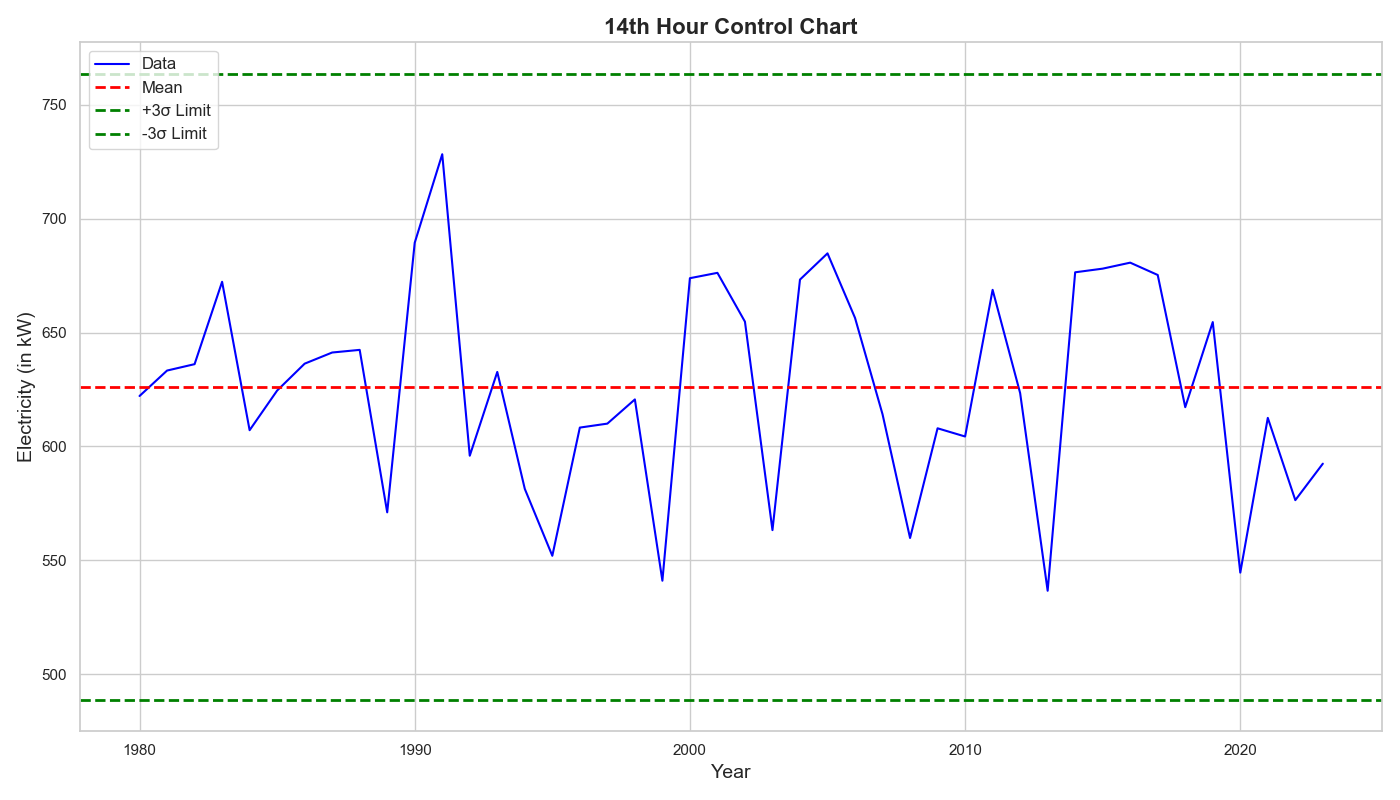 14th Hour Control Chart
Data
Mean
+3σ Limit
-3σ Limit
Electricity (in kW)
750
700
650
600
550
500
1980
1990
2000
2010
2020
Year